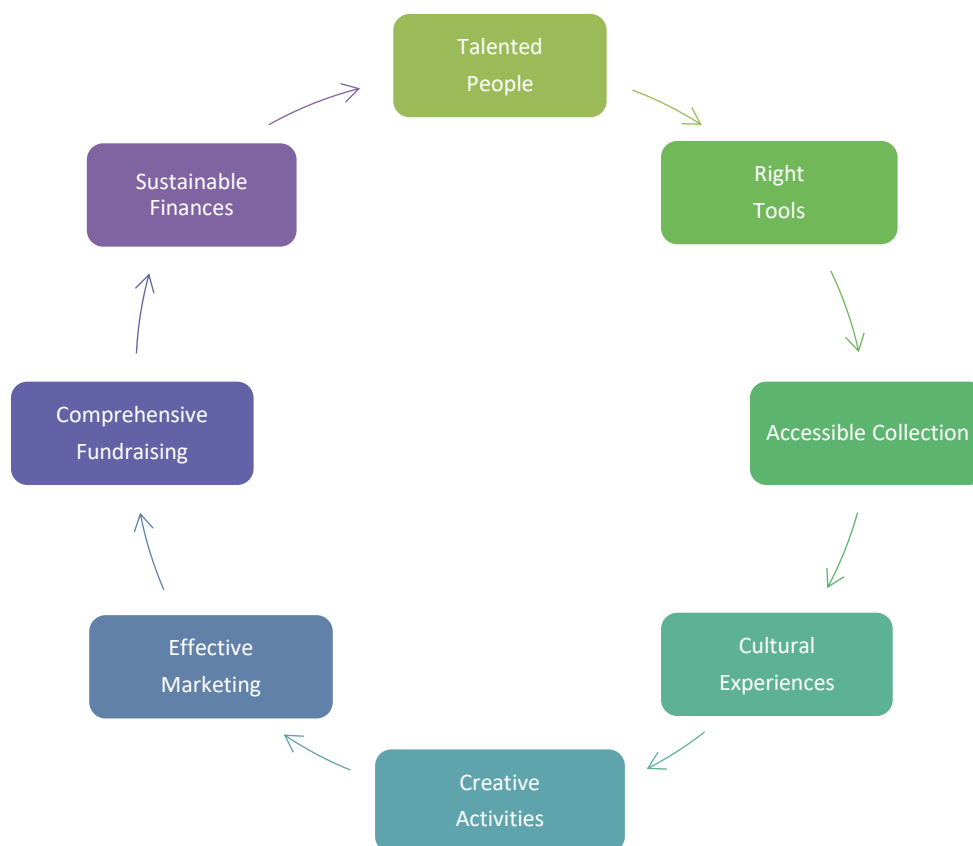 Talented
People
Right
Tools
Accessible Collection
Cultural
Experiences
Creative
Activities
Effective
Marketing
Comprehensive
Fundraising
Sustainable
Finances